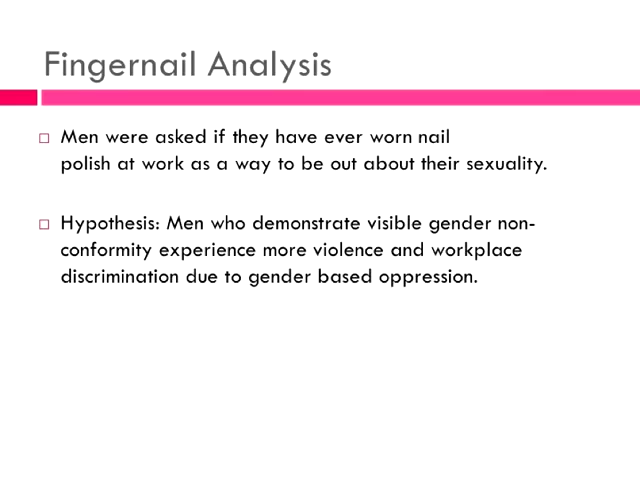 Fingernail Analysis
Men were asked if they have ever worn nail
polish at work as a way to be out about their sexuality.
Hypothesis: Men who demonstrate visible gender non-
conformity experience more violence and workplace
discrimination due to gender based oppression.